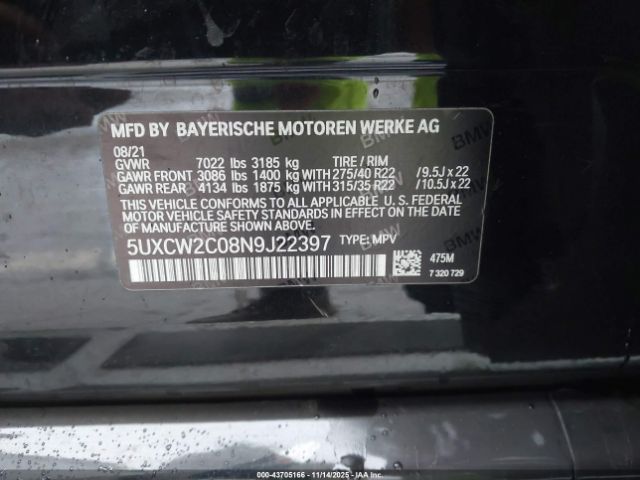 MFD BY BAYERISCHE MOTOREN WERKE AG
08/21
GVWR 7022 lbs 3185 kg TIRE / RIM
GAWR FRONT 3086 lbs 1400 kg WITH 275/40 R22 / 9.5J x 22
GAWR REAR 4134 lbs 1875 kg WITH 315/35 R22 / 10.5J x 22
THIS VEHICLE CONFORMS TO ALL APPLICABLE U. S. FEDERAL
MOTOR VEHICLE SAFETY STANDARDS IN EFFECT ON THE DATE OF
MANUFACTURE SHOWN ABOVE.
5UXCW2C08N9J22397 TYPE: MPV
475M
7 320 729
000-43705166 - 11/14/2025 - IAAI.COM